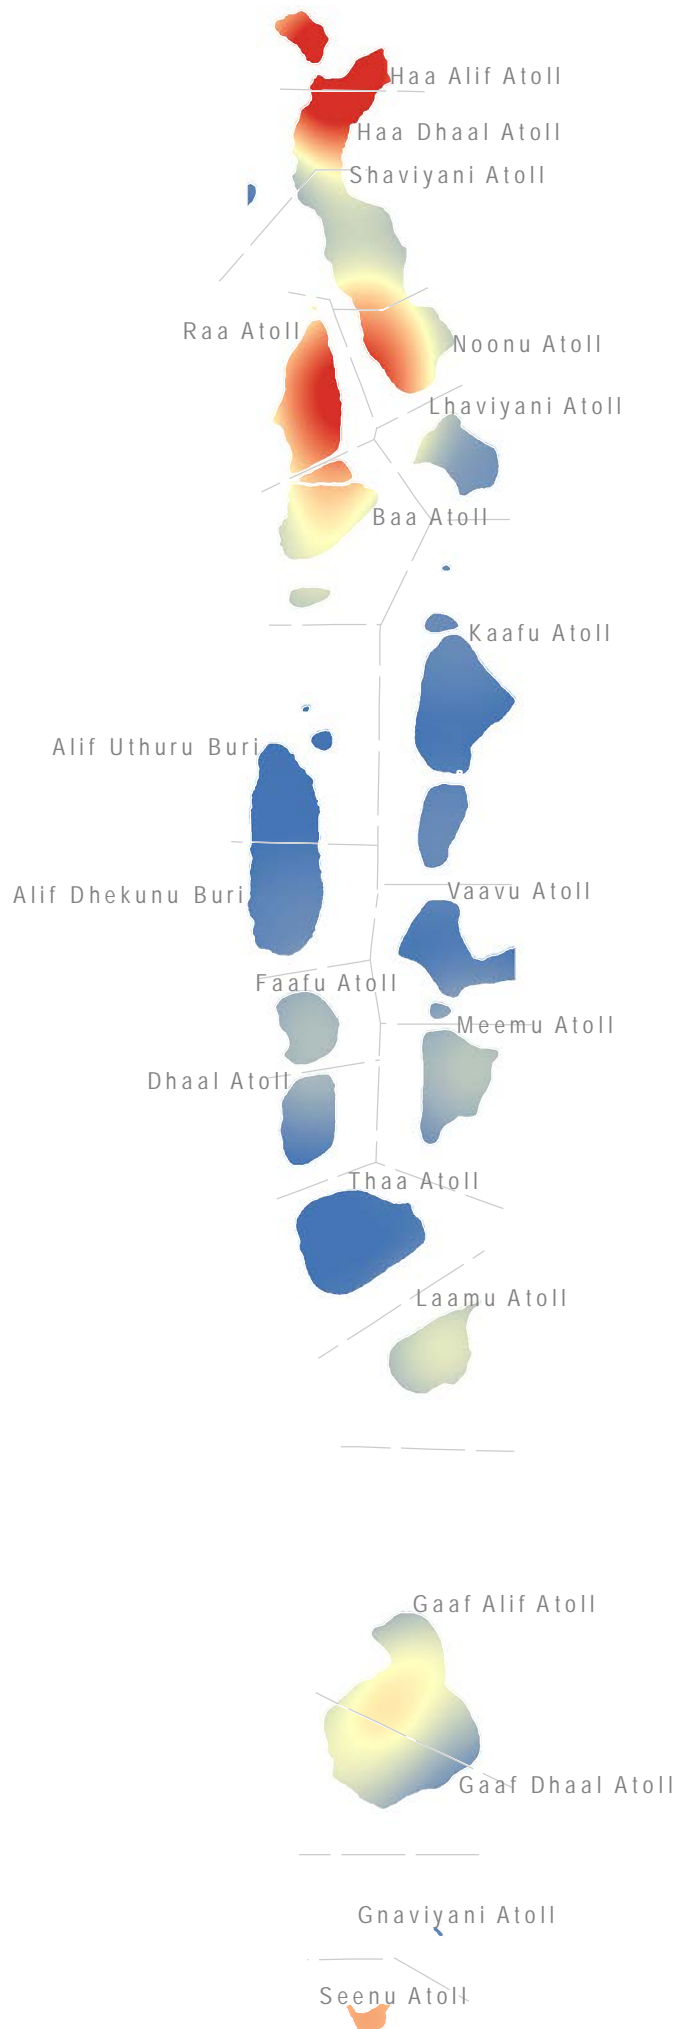 Haa Alif Atoll
Haa Dhaal Atoll
Shaviyani Atoll
Raa Atoll
Noonu Atoll
Lhaviyani Atoll
Baa Atoll
Kaafu Atoll
Alif Uthuru Buri
Alif Dhekunu Buri
Vaavu Atoll
Faafu Atoll
Meemu Atoll
Dhaal Atoll
Thaa Atoll
Laamu Atoll
Gaaf Alif Atoll
Gaaf Dhaal Atoll
Gnaviyani Atoll
Seenu Atoll